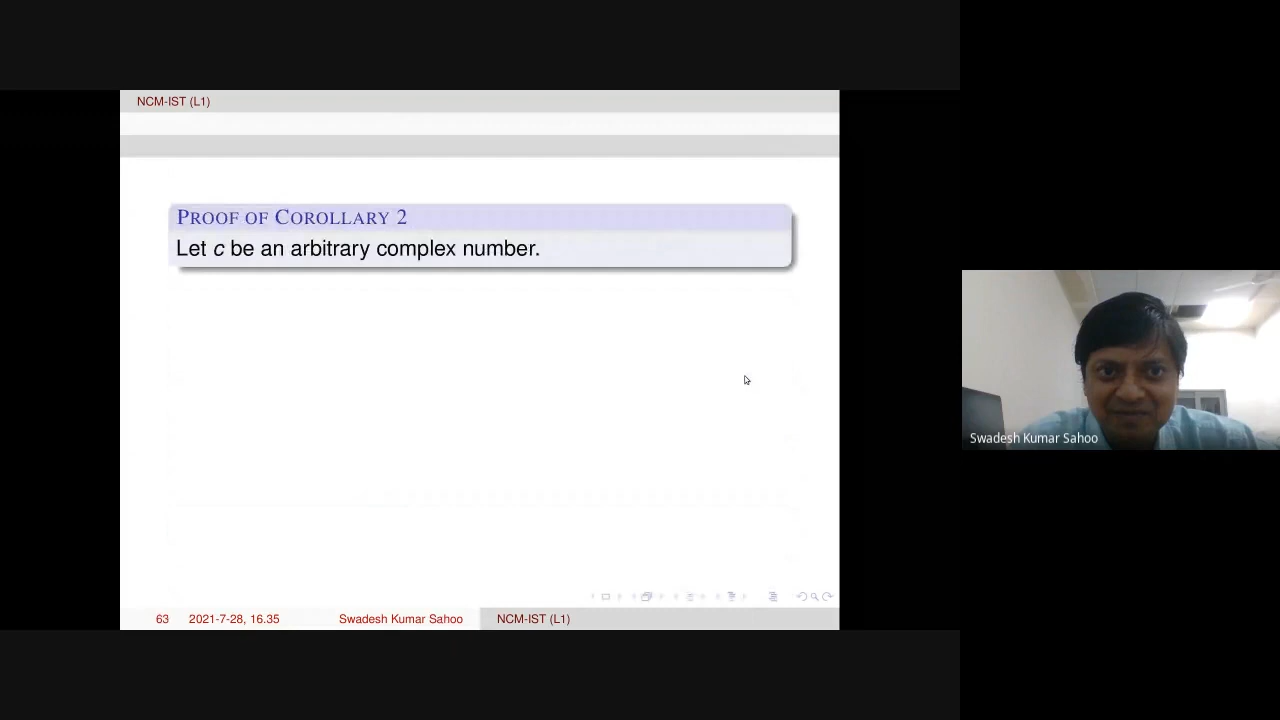 NCM-IST (L1)
PROOF OF COROLLARY 2
Let c be an arbitrary complex number.
Swadesh Kumar Sahoo
63 2021-7-28, 16.35 Swadesh Kumar Sahoo NCM-IST (L1)